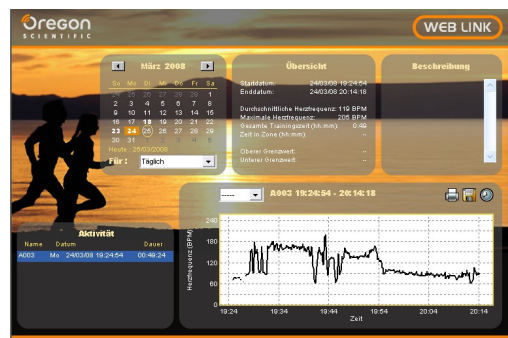 Oregon
SCIENTIFIC
WEB LINK
März 2008
So Mo Di Mi Do Fr Sa
24 25 26 27 28 29 1
2 3 4 5 6 7 8
9 10 11 12 13 14 15
16 17 18 19 20 21 22
23 24 25 26 27 28 29
30 31 1 2 3 4 5
Heute : 25/03/2008
Für : Täglich
Übersicht
Startdatum: 24/03/08 19:24:54
Enddatum: 24/03/08 20:14:18
Durchschnittliche Herzfrequenz: 119 BPM
Maximale Herzfrequenz: 205 BPM
Gesamte Trainingszeit (hh:mm): 0:49
Zeit in Zone (hh:mm):
Oberer Grenzwert: --
Unterer Grenzwert: --
Beschreibung
Aktivität
Name Datum Dauer
A003 Mo 24/03/08 19:24:54 00:49:24
----- A003 19:24:54 - 20:14:18
Herzfrequenz (BPM)
240
180
120
60
0
19:24 19:34 19:44 19:54 20:04 20:14
Zeit